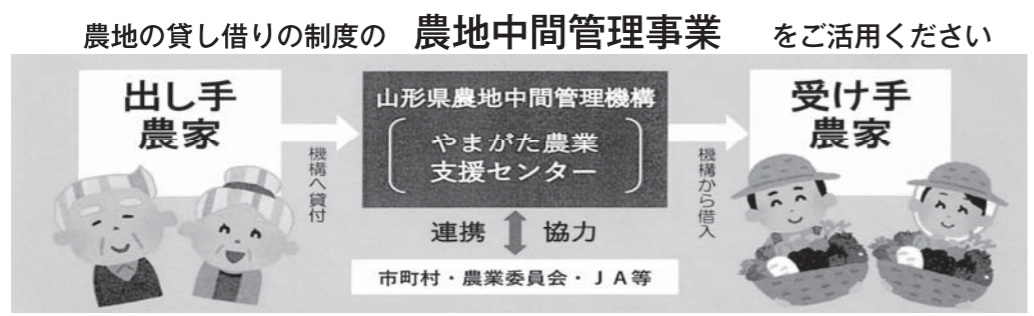 農地の貸し借りの制度の 農地中間管理事業 をご活用ください
出し手
農家
機構へ貸付
山形県農地中間管理機構
やまがた農業
支援センター
機構から借入
受け手
農家
連携 協力
市町村・農業委員会・JA等